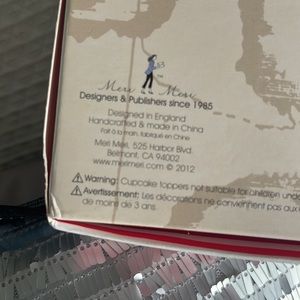 Meri Meri
Designers & Publishers since 1985
Designed in England
Handcrafted & made in China
Fait à la main, fabriqué en Chine
Meri Meri, 525 Harbor Blvd.
Belmont, CA 94002
www.merimeri.com © 2012
Warning: Cupcake toppers not suitable for children unde
Avertissement: Les décorations ne conviennent pas aux
de moins de 3 ans.